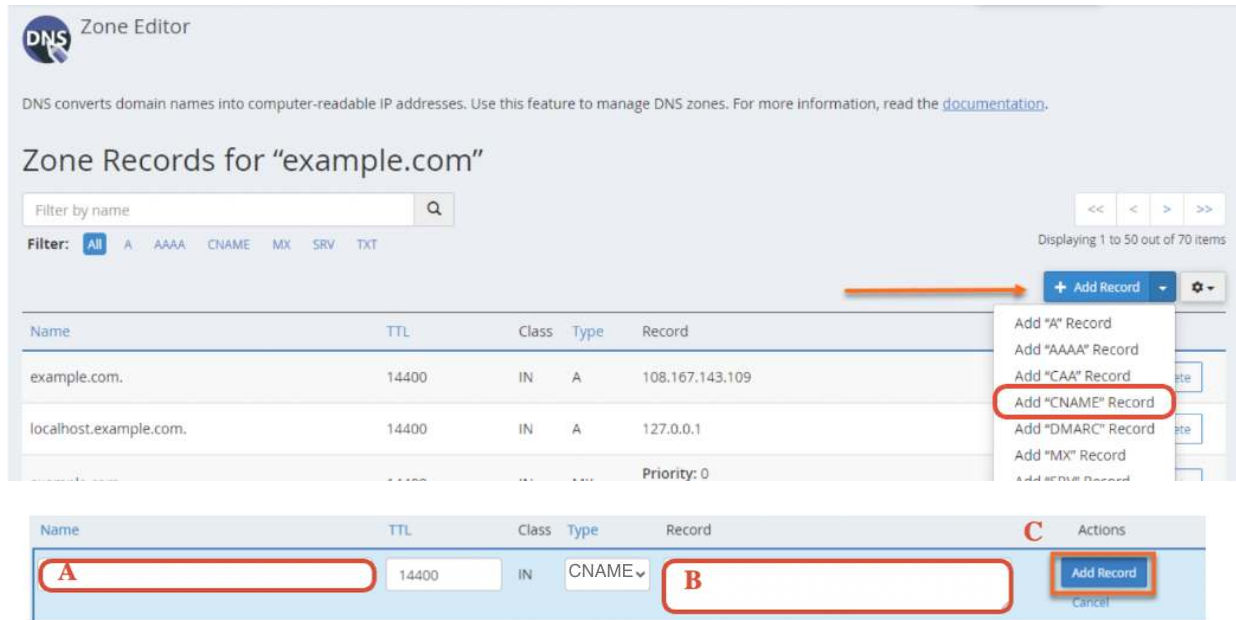 DNS
Zone Editor
DNS converts domain names into computer-readable IP addresses. Use this feature to manage DNS zones. For more information, read the documentation.
Zone Records for “example.com”
Filter by name
<< < > >>
Filter: All A AAAA CNAME MX SRV TXT
Displaying 1 to 50 out of 70 items
+ Add Record
Name TTL Class Type Record
Add “A” Record
Add “AAAA” Record
example.com. 14400 IN A 108.167.143.109
Add “CAA” Record
Add “CNAME” Record
localhost.example.com. 14400 IN A 127.0.0.1
Add “DMARC” Record
Add “MX” Record
Priority: 0
Name TTL Class Type Record C Actions
A 14400 IN CNAME B Add Record
Cancel